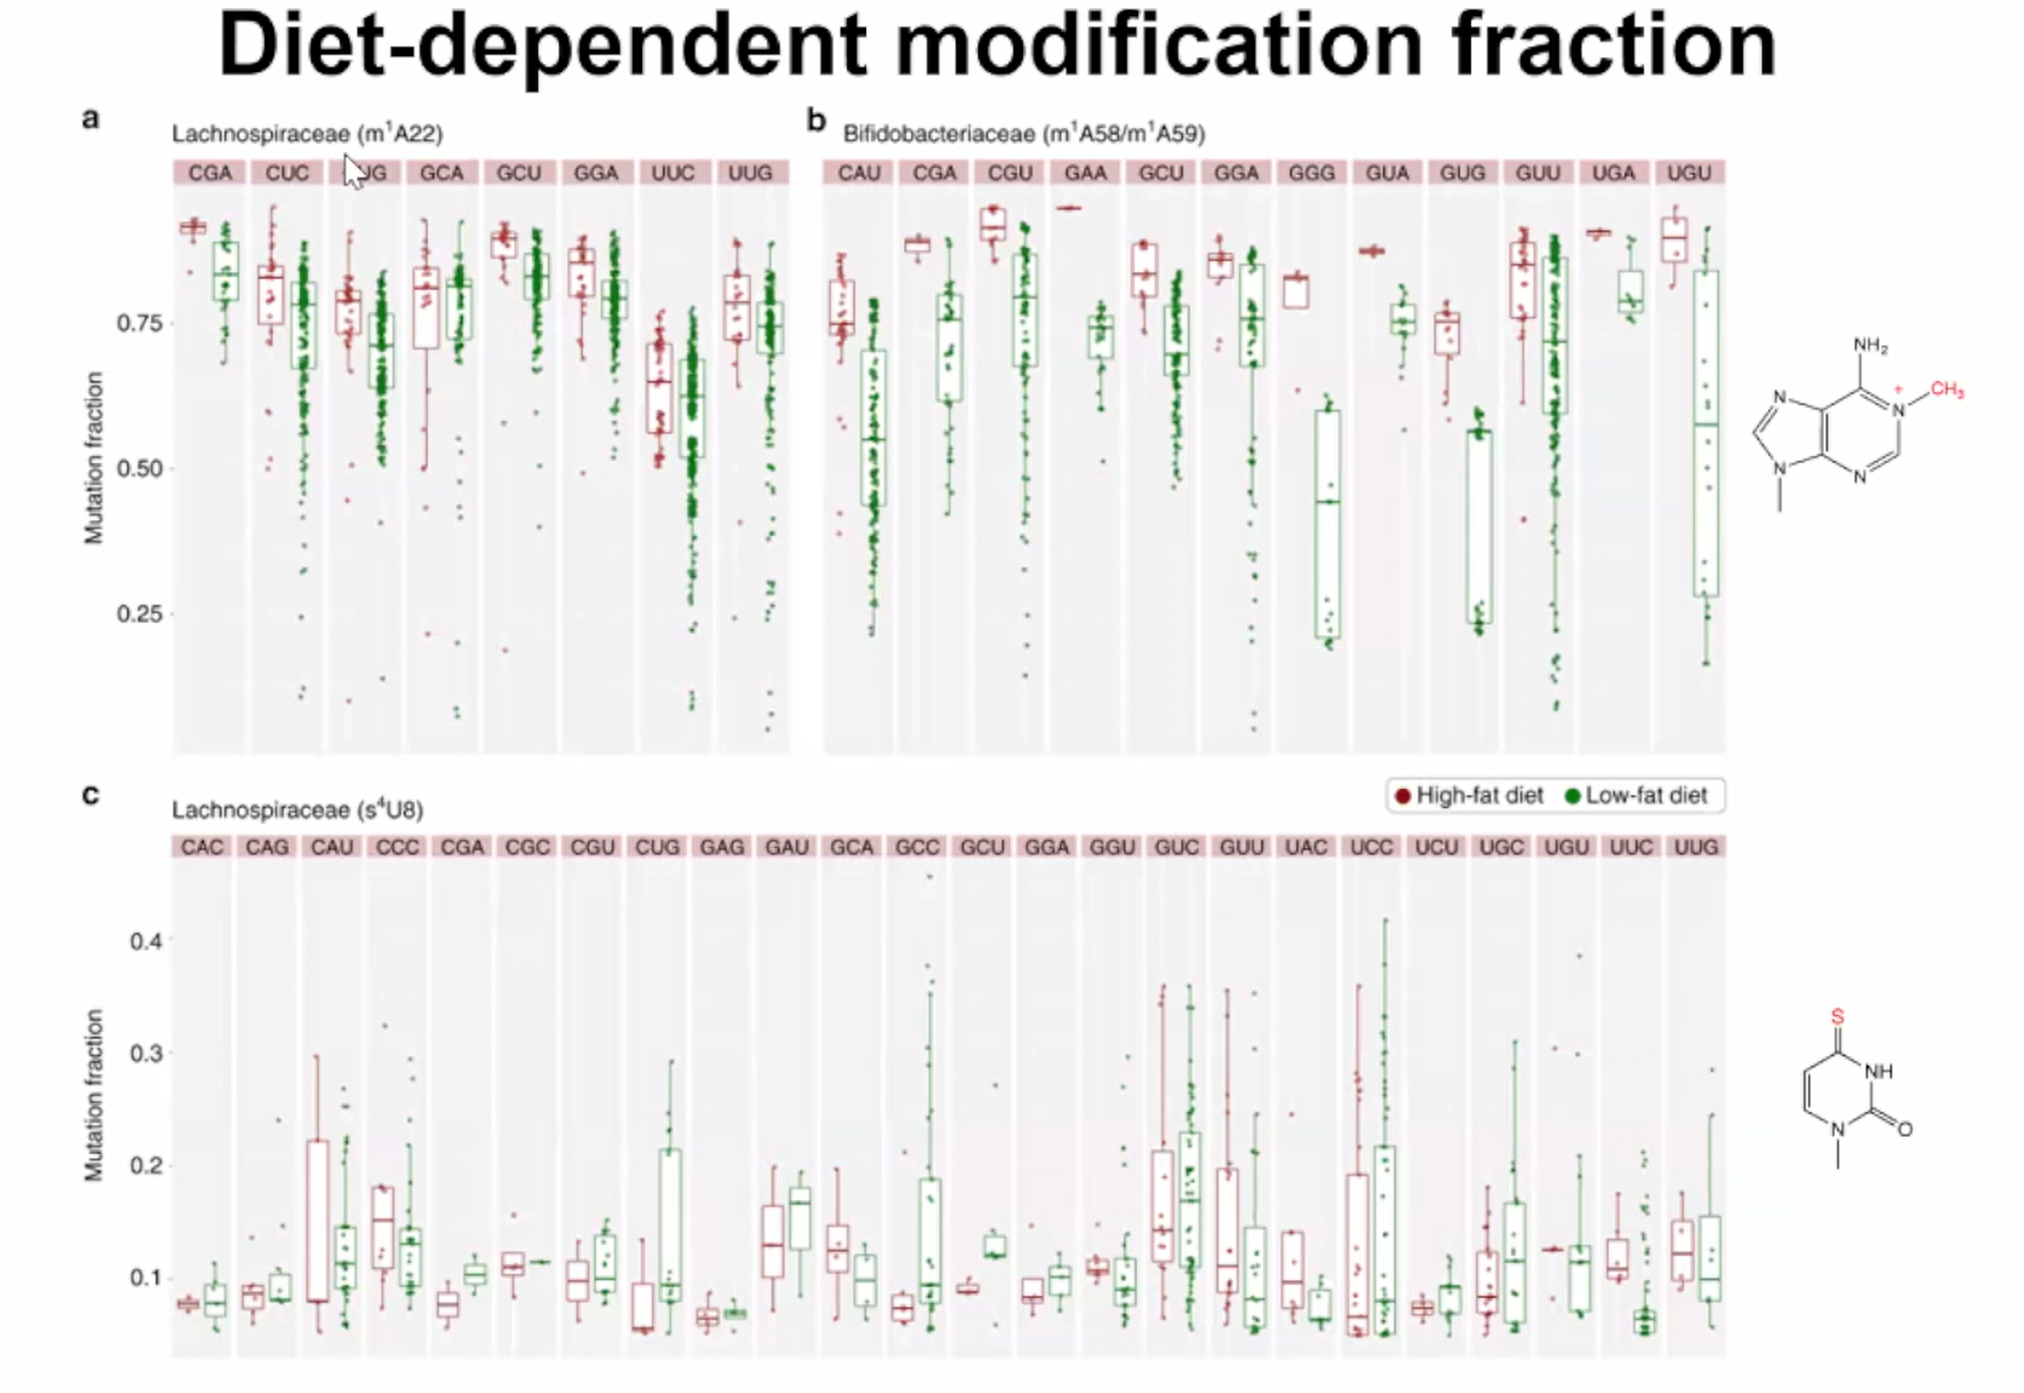 Diet-dependent modification fraction
a
Lachnospiraceae (m¹A22)
CGA CUC UG GCA GCU GGA UUC UUG
Mutation fraction
0.75
0.50
0.25
b
Bifidobacteriaceae (m¹A58/m¹A59)
CAU CGA CGU GAA GCU GGA GGG GUA GUG GUU UGA UGU
NH₂
N
+
N
CH₃
N
N
High-fat diet Low-fat diet
c
Lachnospiraceae (s⁴U8)
CAC CAG CAU CCC CGA CGC CGU CUG GAG GAU GCA GCC GCU GGA GGU GUC GUU UAC UCC UCU UGC UGU UUC UUG
Mutation fraction
0.4
0.3
0.2
0.1
S
NH
N
O